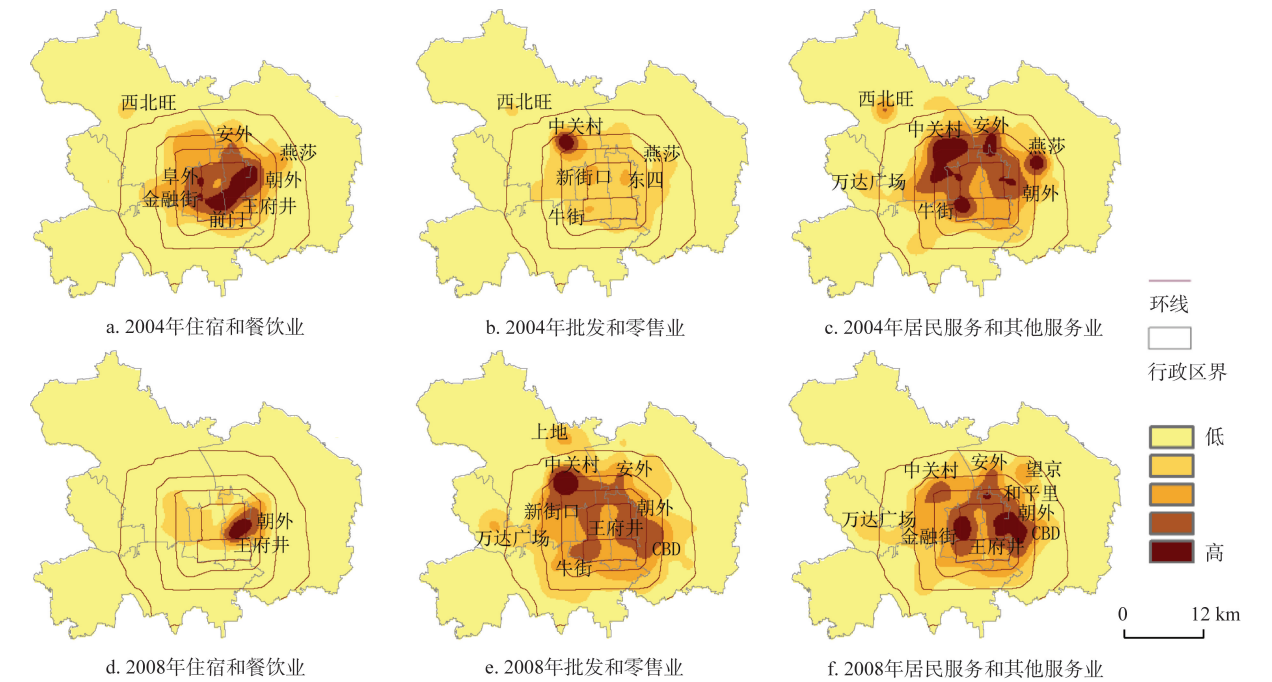 西北旺
安外
燕莎
阜外
朝外
金融街
王府井
前门
a. 2004年住宿和餐饮业
西北旺
中关村
燕莎
新街口
东四
牛街
b. 2004年批发和零售业
西北旺
中关村
安外
燕莎
万达广场
朝外
牛街
c. 2004年居民服务和其他服务业
朝外
王府井
d. 2008年住宿和餐饮业
上地
中关村
安外
新街口
朝外
王府井
万达广场
CBD
牛街
e. 2008年批发和零售业
中关村
安外
望京
和平里
万达广场
朝外
金融街
CBD
王府井
f. 2008年居民服务和其他服务业
环线
行政区界
低
高
0 12 km